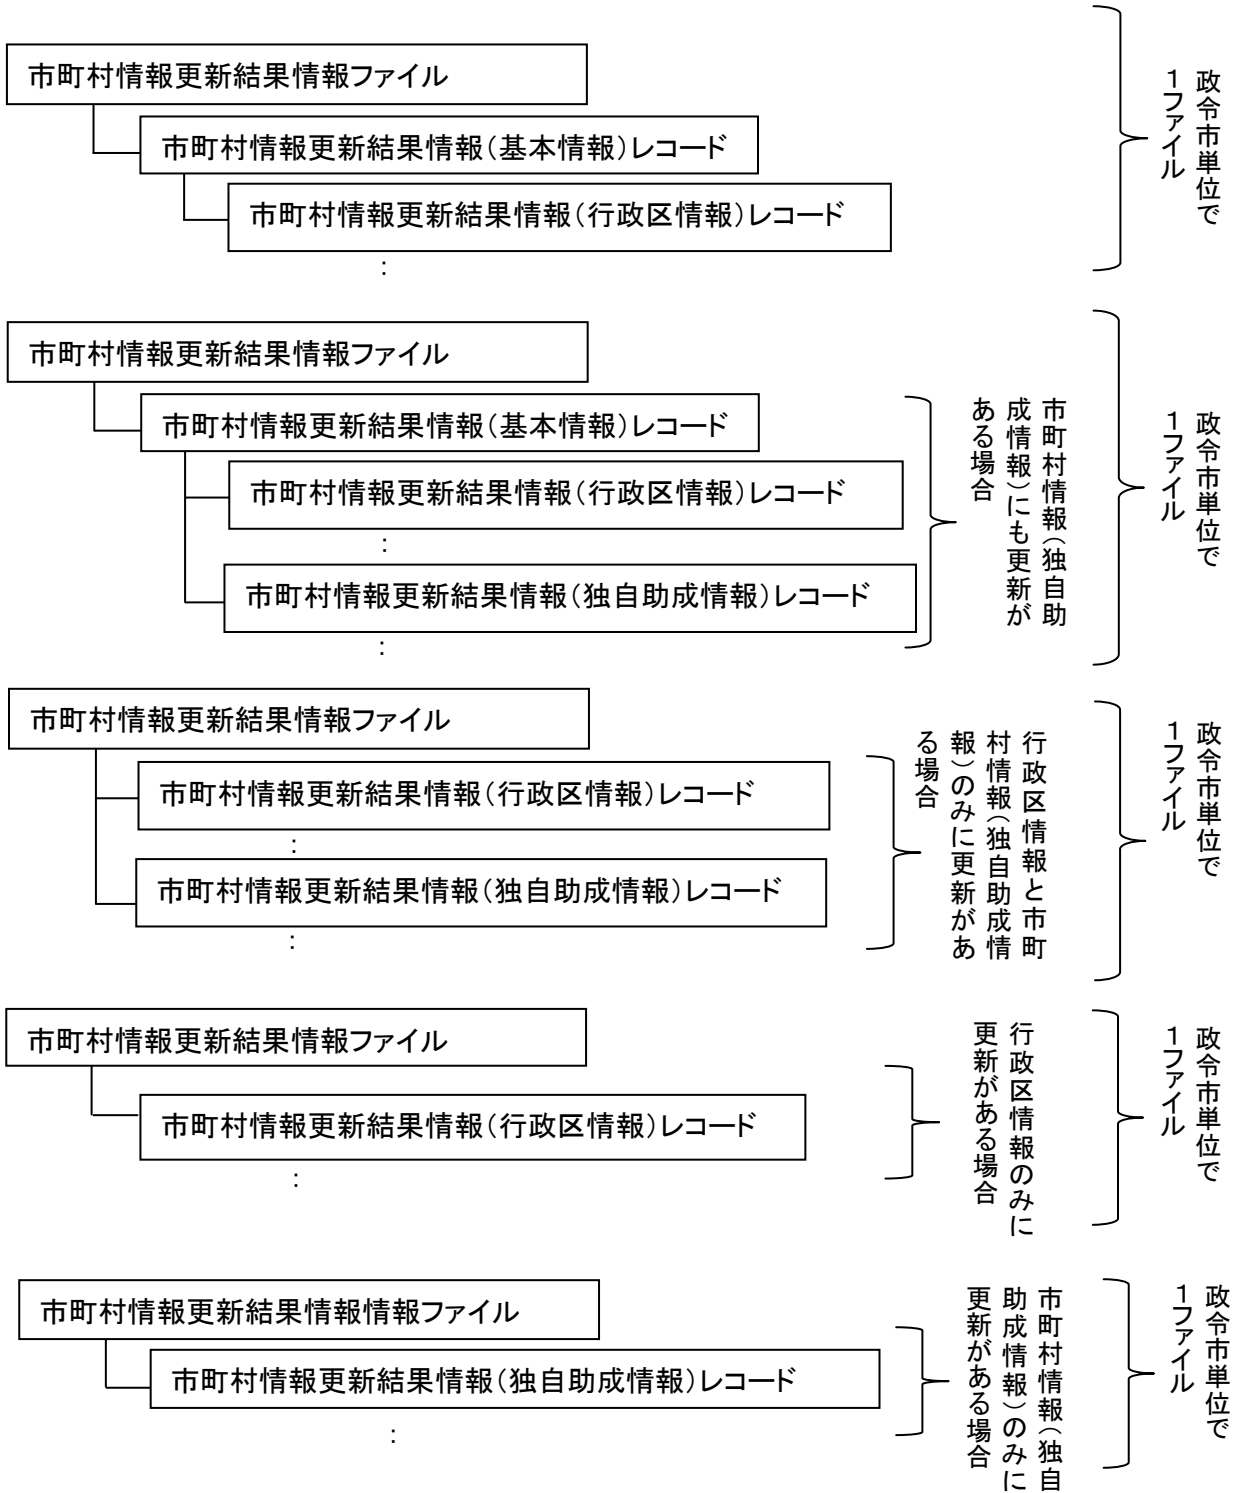 市町村情報更新結果情報ファイル
市町村情報更新結果情報（基本情報）レコード
市町村情報更新結果情報（行政区情報）レコード
：
政令市単位で
１ファイル
市町村情報更新結果情報ファイル
市町村情報更新結果情報（基本情報）レコード
市町村情報更新結果情報（行政区情報）レコード
：
市町村情報更新結果情報（独自助成情報）レコード
：
市町村情報（独自助
成情報）にも更新が
ある場合
政令市単位で
１ファイル
市町村情報更新結果情報ファイル
市町村情報更新結果情報（行政区情報）レコード
：
市町村情報更新結果情報（独自助成情報）レコード
：
行政区情報と市町
村情報（独自助成情
報）のみに更新があ
る場合
政令市単位で
１ファイル
市町村情報更新結果情報ファイル
市町村情報更新結果情報（行政区情報）レコード
：
行政区情報のみに
更新がある場合
政令市単位で
１ファイル
市町村情報更新結果情報情報ファイル
市町村情報更新結果情報（独自助成情報）レコード
：
市町村情報（独自
助成情報）のみに
更新がある場合
政令市単位で
１ファイル